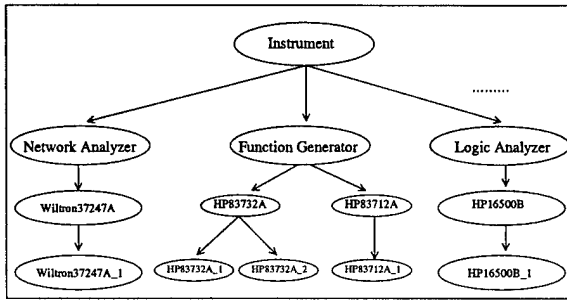 Instrument
.........
Network Analyzer
Function Generator
Logic Analyzer
Wiltron37247A
HP83732A
HP83712A
HP16500B
Wiltron37247A_1
HP83732A_1
HP83732A_2
HP83712A_1
HP16500B_1